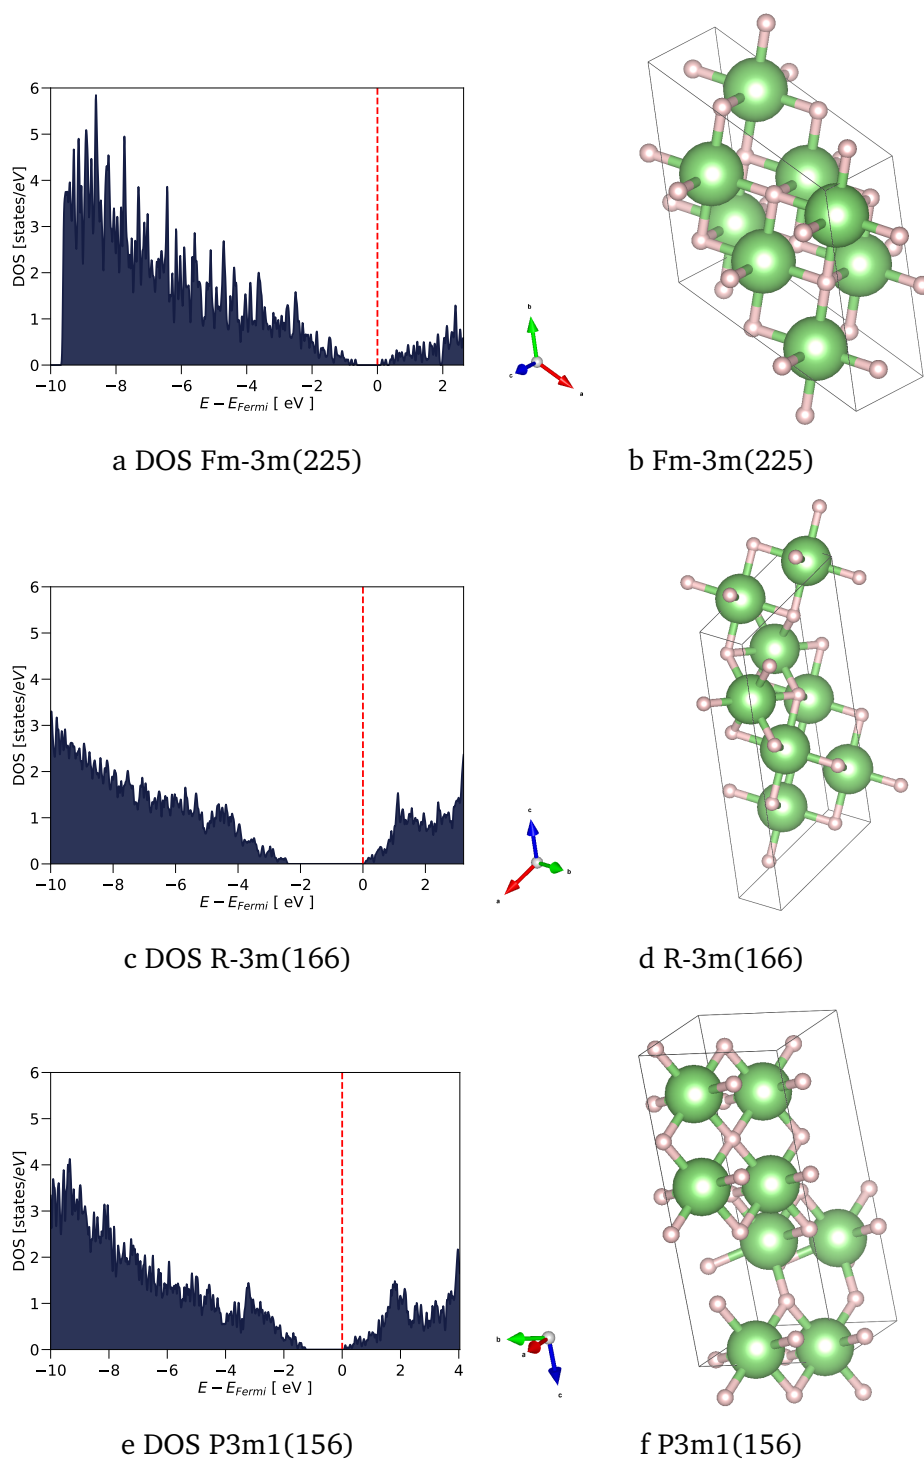 6
5
4
3
2
1
0
DOS [states/eV]
−10 −8 −6 −4 −2 0 2
E − E_Fermi [ eV ]
b
c
a
a DOS Fm-3m(225)
b Fm-3m(225)
6
5
4
3
2
1
0
DOS [states/eV]
−10 −8 −6 −4 −2 0 2
E − E_Fermi [ eV ]
c
b
a
c DOS R-3m(166)
d R-3m(166)
6
5
4
3
2
1
0
DOS [states/eV]
−10 −8 −6 −4 −2 0 2 4
E − E_Fermi [ eV ]
b
a
c
e DOS P3m1(156)
f P3m1(156)